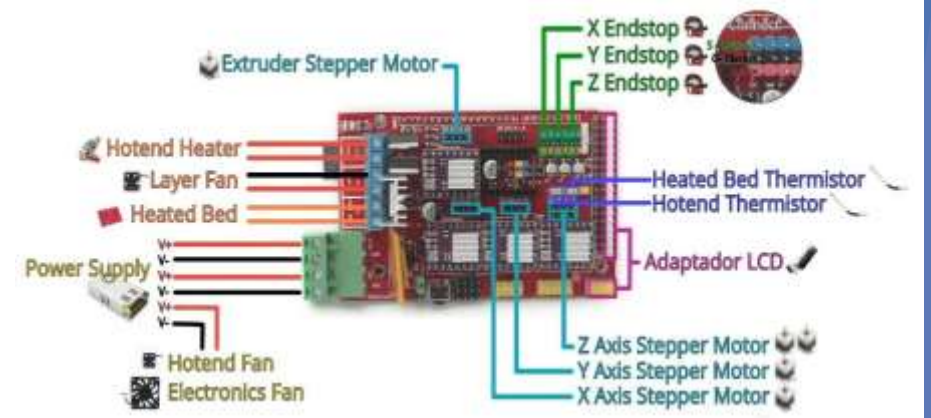 X Endstop
Y Endstop
Z Endstop
Extruder Stepper Motor
Hotend Heater
Layer Fan
Heated Bed
Heated Bed Thermistor
Hotend Thermistor
Power Supply
V+
V-
V+
V-
V+
V-
Adaptador LCD
Hotend Fan
Electronics Fan
Z Axis Stepper Motor
Y Axis Stepper Motor
X Axis Stepper Motor